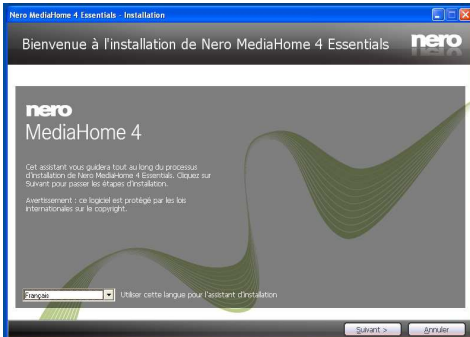 Nero MediaHome 4 Essentials - Installation
Bienvenue à l'installation de Nero MediaHome 4 Essentials
nero
nero
MediaHome 4
Cet assistant vous guidera tout au long du processus
d'installation de Nero MediaHome 4 Essentials. Cliquez sur
Suivant pour passer les étapes d'installation.
Avertissement : ce logiciel est protégé par les lois
internationales sur le copyright.
Français
Utiliser cette langue pour l'assistant d'installation
Suivant >
Annuler